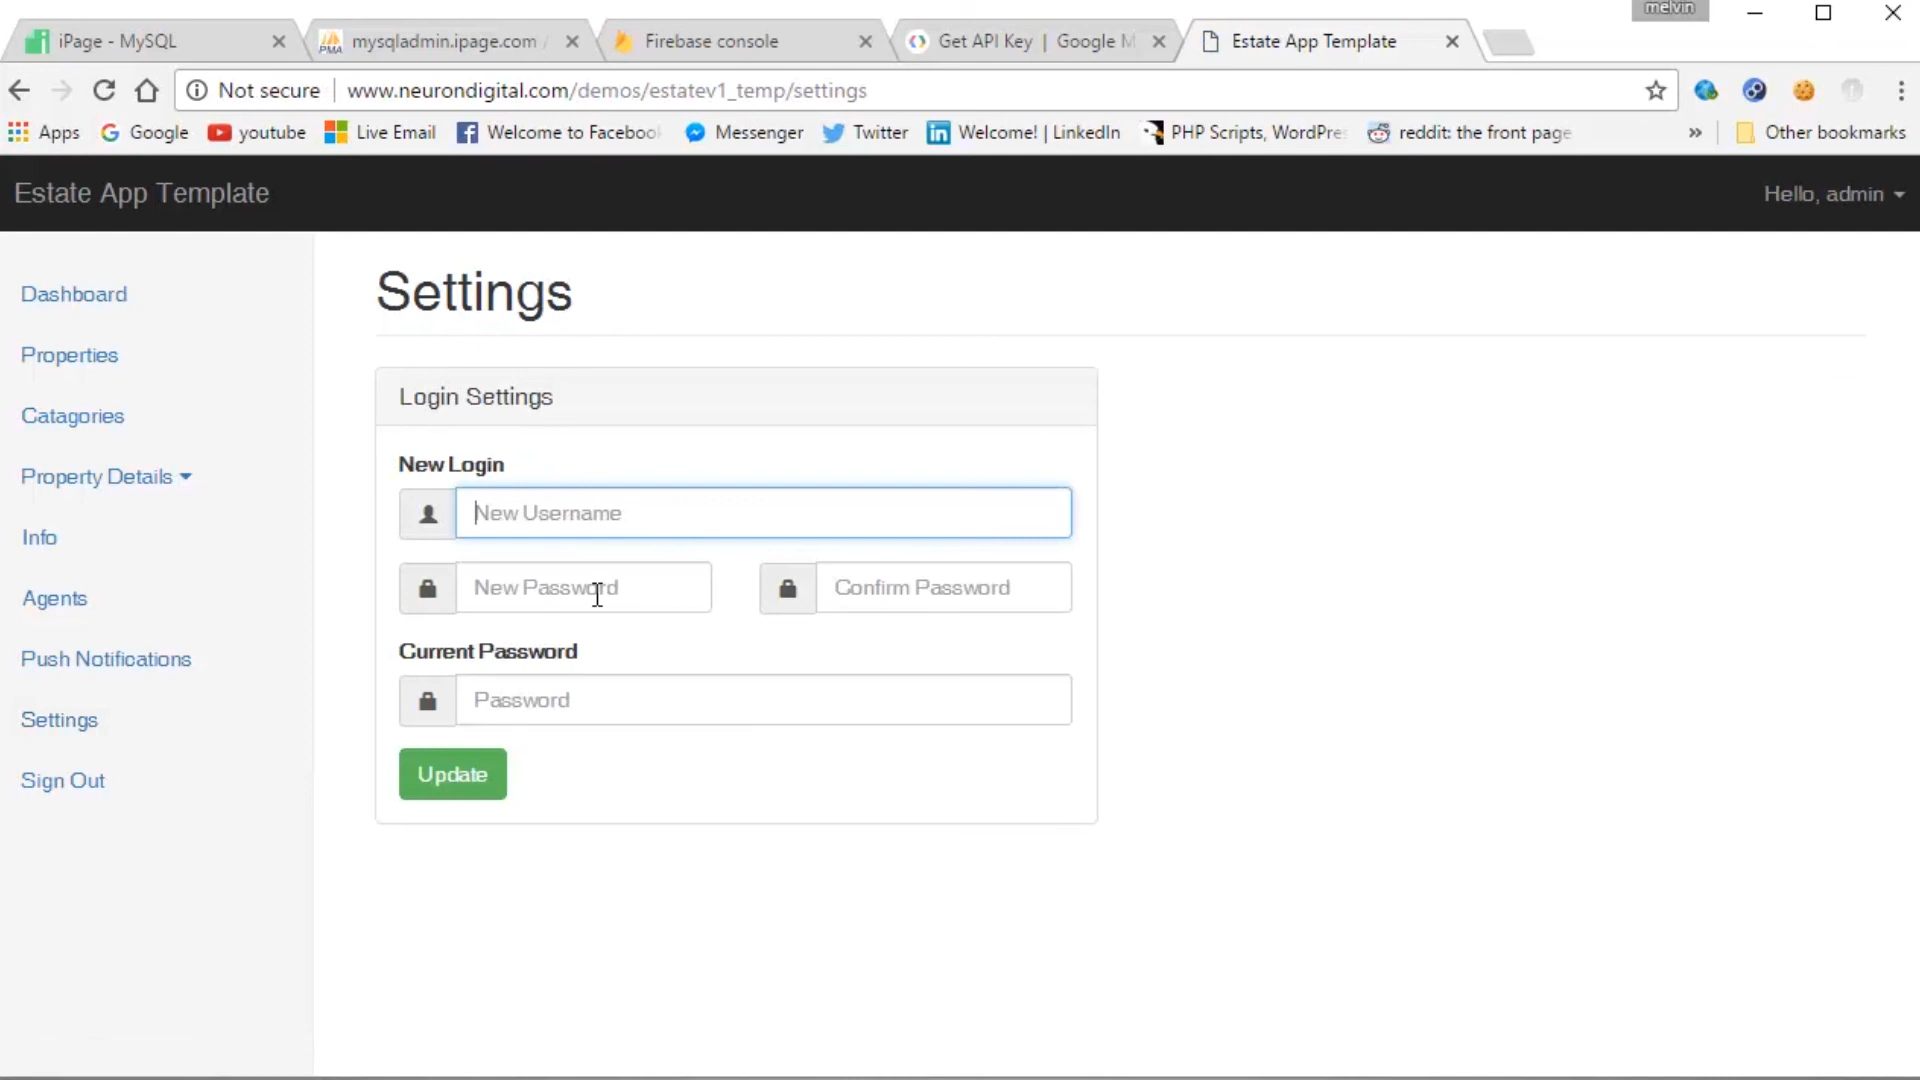 melvin
iPage - MySQL
mysqladmin.ipage.com /
Firebase console
Get API Key | Google M
Estate App Template
Not secure
www.neurondigital.com/demos/estatev1_temp/settings
Apps
Google
youtube
Live Email
Welcome to Facebook
Messenger
Twitter
Welcome! | LinkedIn
PHP Scripts, WordPre
reddit: the front page
»
Other bookmarks
Estate App Template
Hello, admin
Dashboard
Properties
Catagories
Property Details
Info
Agents
Push Notifications
Settings
Sign Out
Settings
Login Settings
New Login
New Username
New Password
Confirm Password
Current Password
Password
Update